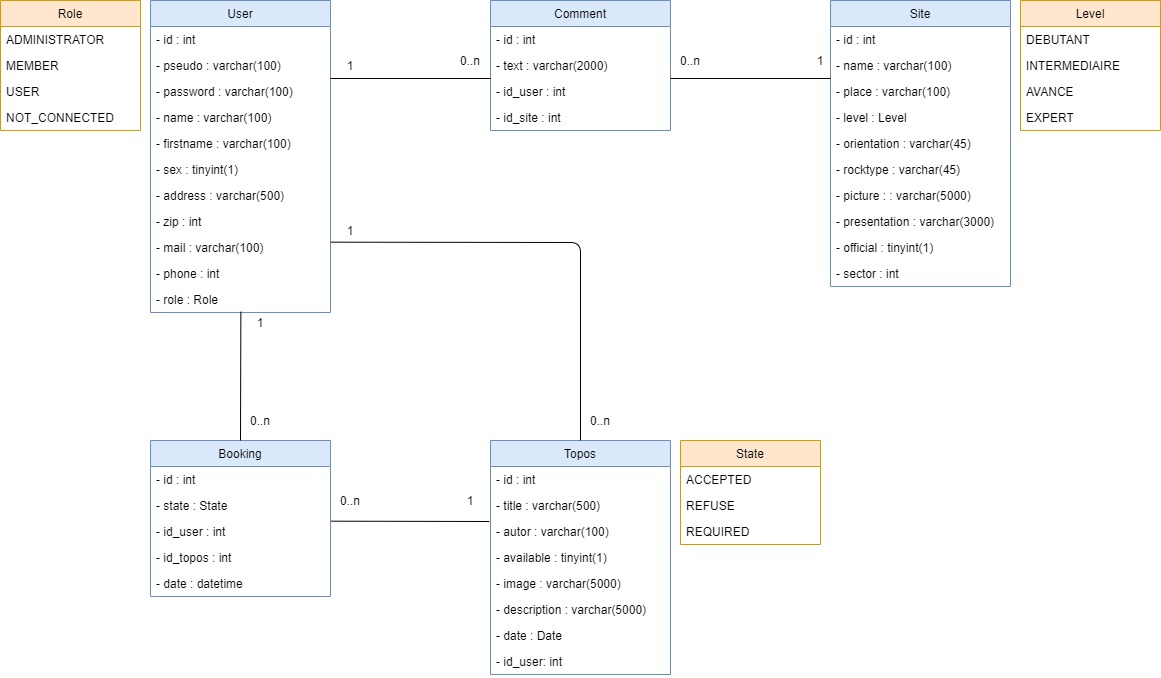 Role
ADMINISTRATOR
MEMBER
USER
NOT_CONNECTED
User
- id : int
- pseudo : varchar(100)
- password : varchar(100)
- name : varchar(100)
- firstname : varchar(100)
- sex : tinyint(1)
- address : varchar(500)
- zip : int
- mail : varchar(100)
- phone : int
- role : Role
1
0..n
Comment
- id : int
- text : varchar(2000)
- id_user : int
- id_site : int
0..n
1
Site
- id : int
- name : varchar(100)
- place : varchar(100)
- level : Level
- orientation : varchar(45)
- rocktype : varchar(45)
- picture : : varchar(5000)
- presentation : varchar(3000)
- official : tinyint(1)
- sector : int
Level
DEBUTANT
INTERMEDIAIRE
AVANCE
EXPERT
1
1
0..n
0..n
Booking
- id : int
- state : State
- id_user : int
- id_topos : int
- date : datetime
0..n
1
Topos
- id : int
- title : varchar(500)
- autor : varchar(100)
- available : tinyint(1)
- image : varchar(5000)
- description : varchar(5000)
- date : Date
- id_user: int
State
ACCEPTED
REFUSE
REQUIRED